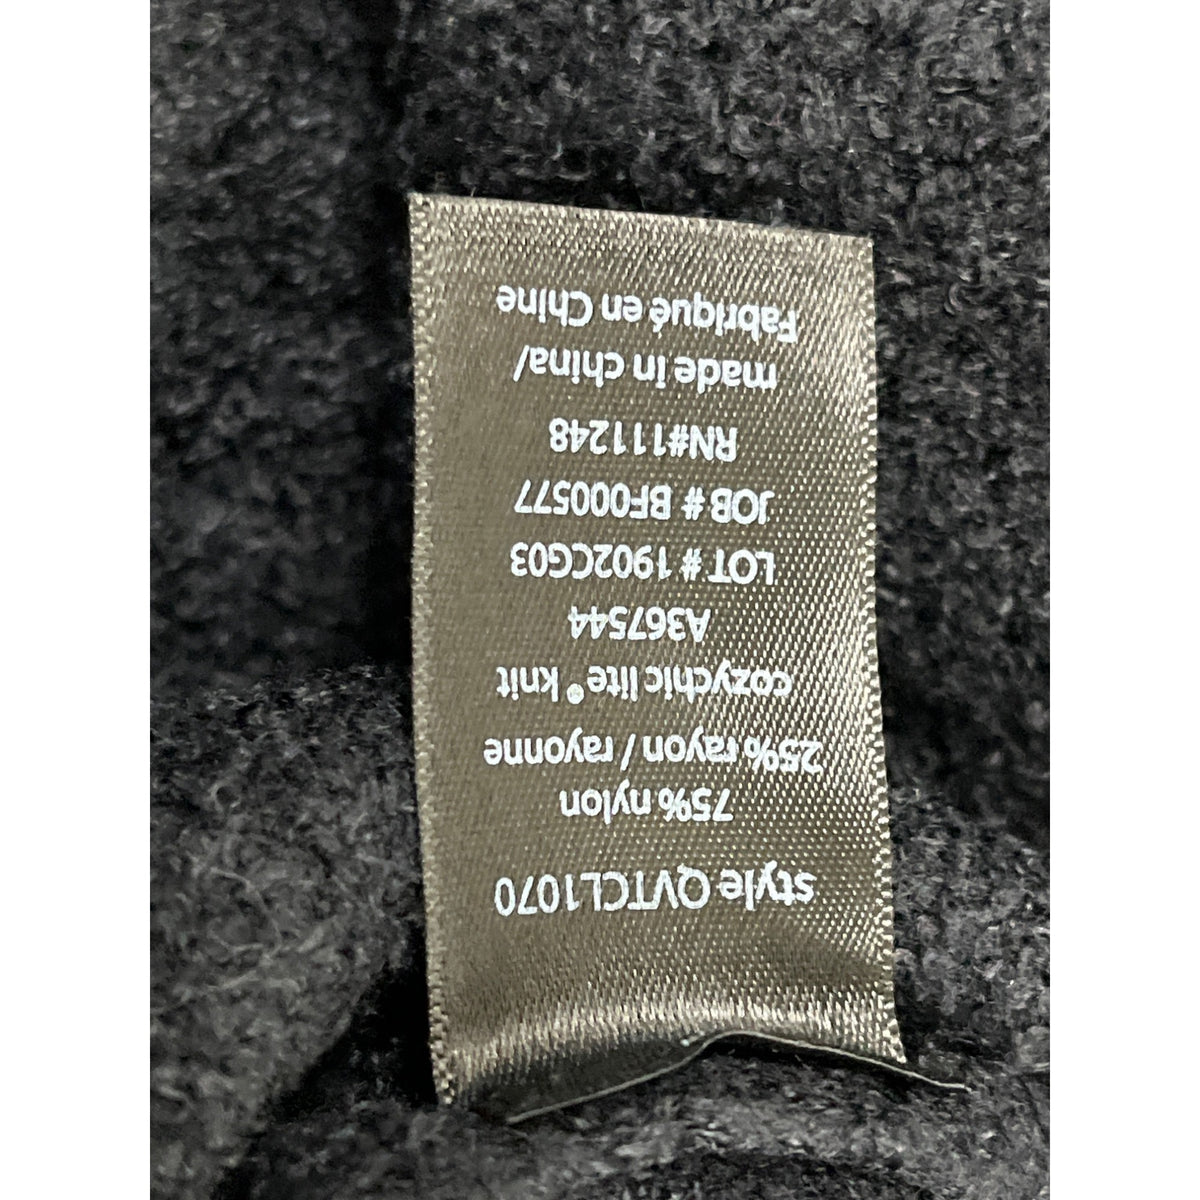 style QVTCL1070
75% nylon
25% rayon / rayonne
cozychic lite® knit
A367544
LOT # 1902CG03
JOB # BF000577
RN#111248
made in china/
Fabriqué en Chine